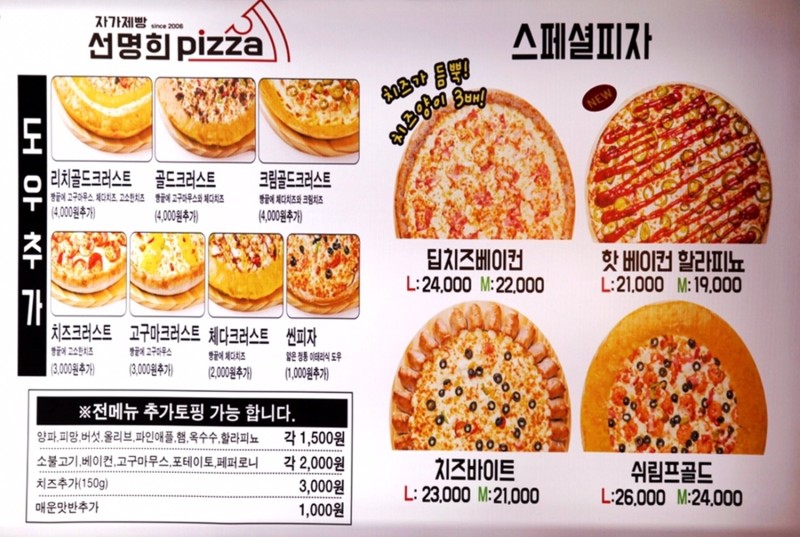 자가제빵 since 2006
선명희 pizza
도우추가
리치골드크러스트
빵끝에 고구마무스, 체다치즈, 고소한치즈
(4,000원추가)
골드크러스트
빵끝에 고구마무스와 체다치즈
(4,000원추가)
크림골드크러스트
빵끝에 체다치즈와 크림치즈
(4,000원추가)
치즈크러스트
빵끝에 고소한치즈
(3,000원추가)
고구마크러스트
빵끝에 고구마무스
(3,000원추가)
체다크러스트
빵끝에 체다치즈
(2,000원추가)
씬피자
얇은 정통 이태리식 도우
(1,000원추가)
※전메뉴 추가토핑 가능 합니다.
양파,피망,버섯,올리브,파인애플,햄,옥수수,할라피뇨 각 1,500원
소불고기,베이컨,고구마무스,포테이토,페퍼로니 각 2,000원
치즈추가(150g) 3,000원
매운맛반추가 1,000원
스페셜피자
치즈가 듬뿍!
치즈양이 3배!
딥치즈베이컨
L:24,000 M:22,000
NEW
핫 베이컨 할라피뇨
L:21,000 M:19,000
치즈바이트
L:23,000 M:21,000
쉬림프골드
L:26,000 M:24,000